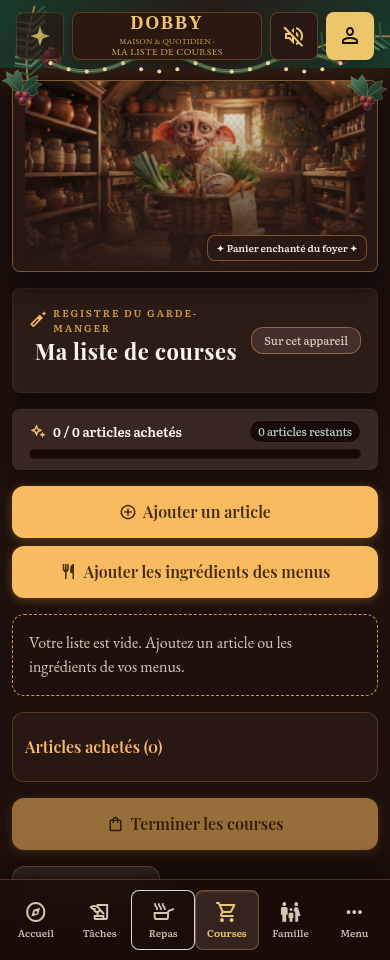 DOBBY
MAISON & QUOTIDIEN ·
MA LISTE DE COURSES
✦ Panier enchanté du foyer ✦
REGISTRE DU GARDE-
MANGER
Ma liste de courses
Sur cet appareil
0 / 0 articles achetés
0 articles restants
Ajouter un article
Ajouter les ingrédients des menus
Votre liste est vide. Ajoutez un article ou les
ingrédients de vos menus.
Articles achetés (0)
Terminer les courses
Accueil
Tâches
Repas
Courses
Famille
Menu